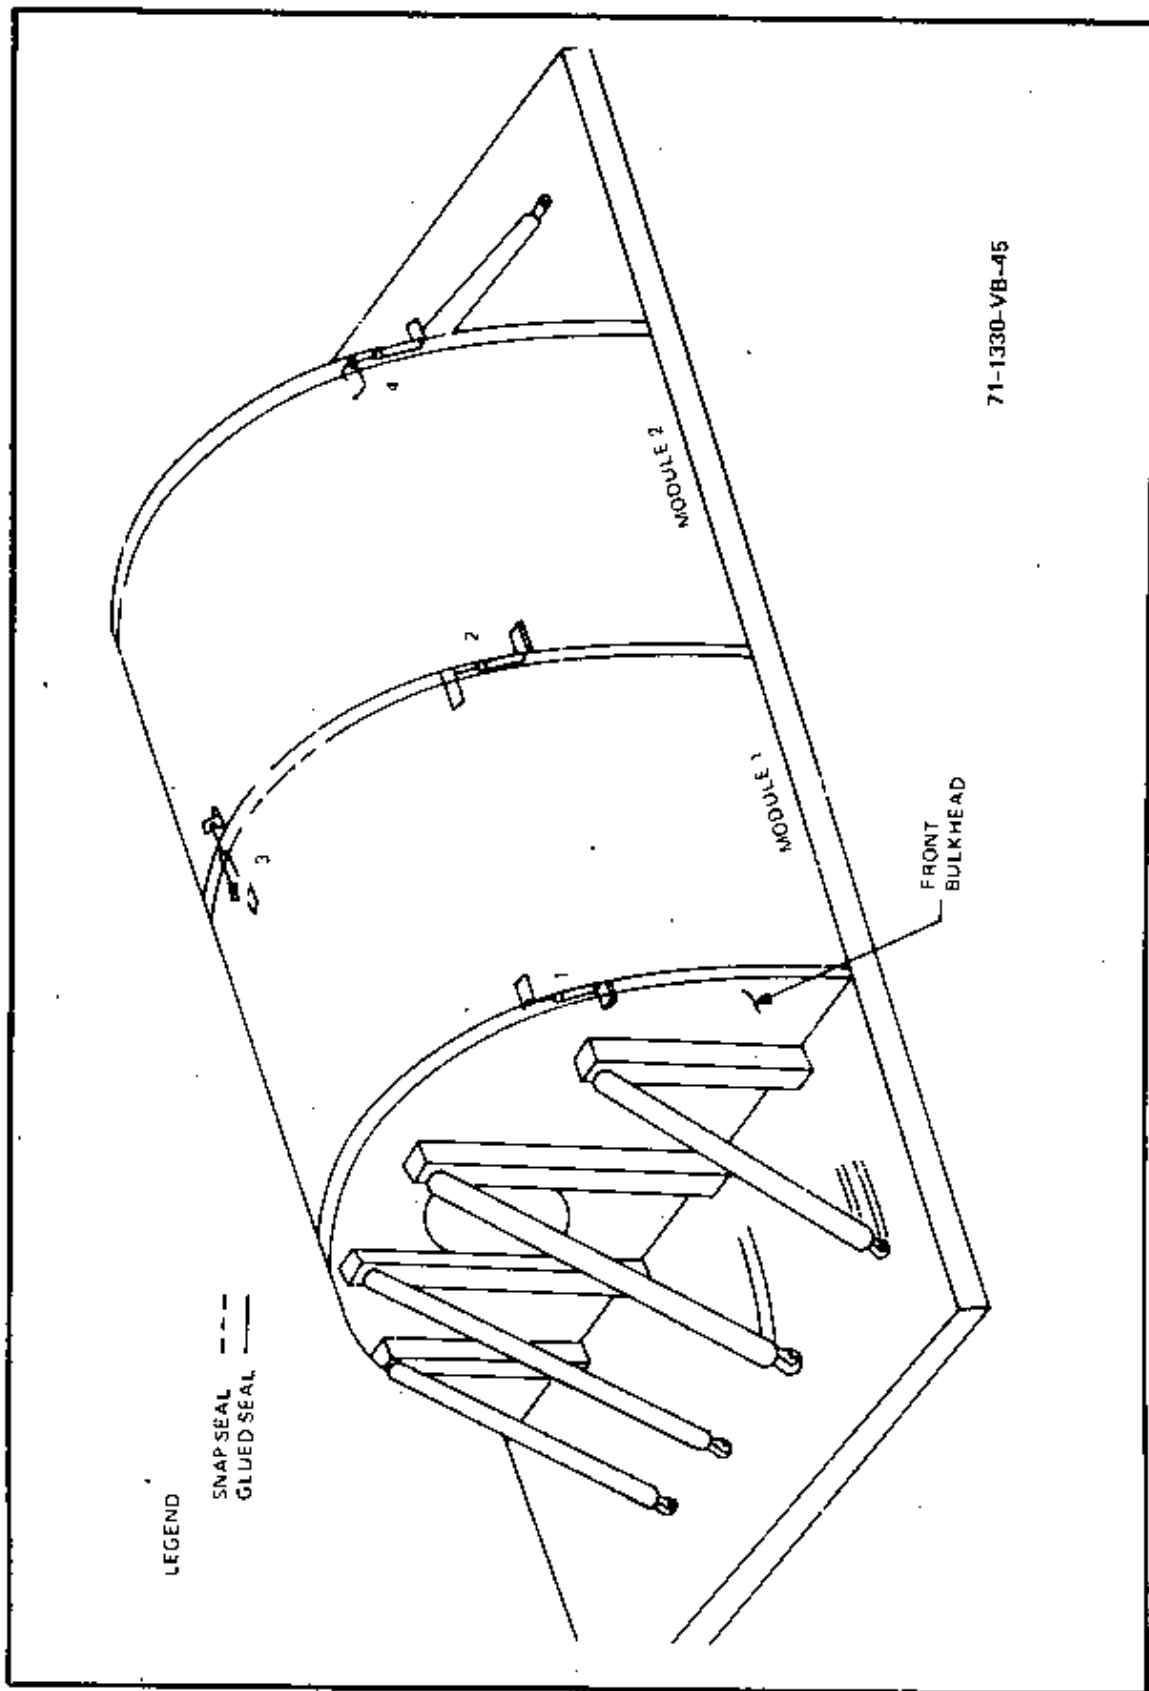 LEGEND
SNAP SEAL
GLUED SEAL
3
2
4
1
MODULE 1
MODULE 2
FRONT
BULKHEAD
71-1330-VB-45